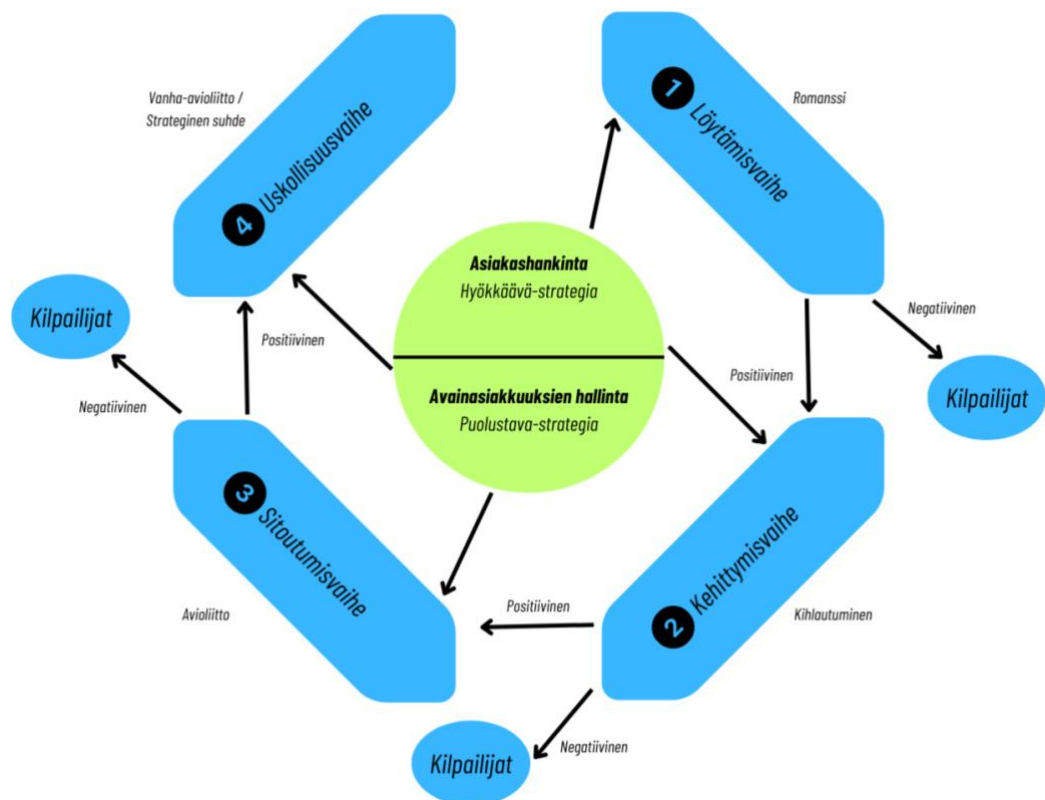 Vanha-avioliitto /
Strateginen suhde
4 Uskollisuusvaihe
1 Löytämisvaihe
Romanssi
Asiakashankinta
Hyökkäävä-strategia
Avainasiakkuuksien hallinta
Puolustava-strategia
Negatiivinen
Kilpailijat
Positiivinen
2 Kehittymisvaihe
Kihlautuminen
Positiivinen
Negatiivinen
Kilpailijat
3 Sitoutumisvaihe
Avioliitto
Positiivinen
Negatiivinen
Kilpailijat